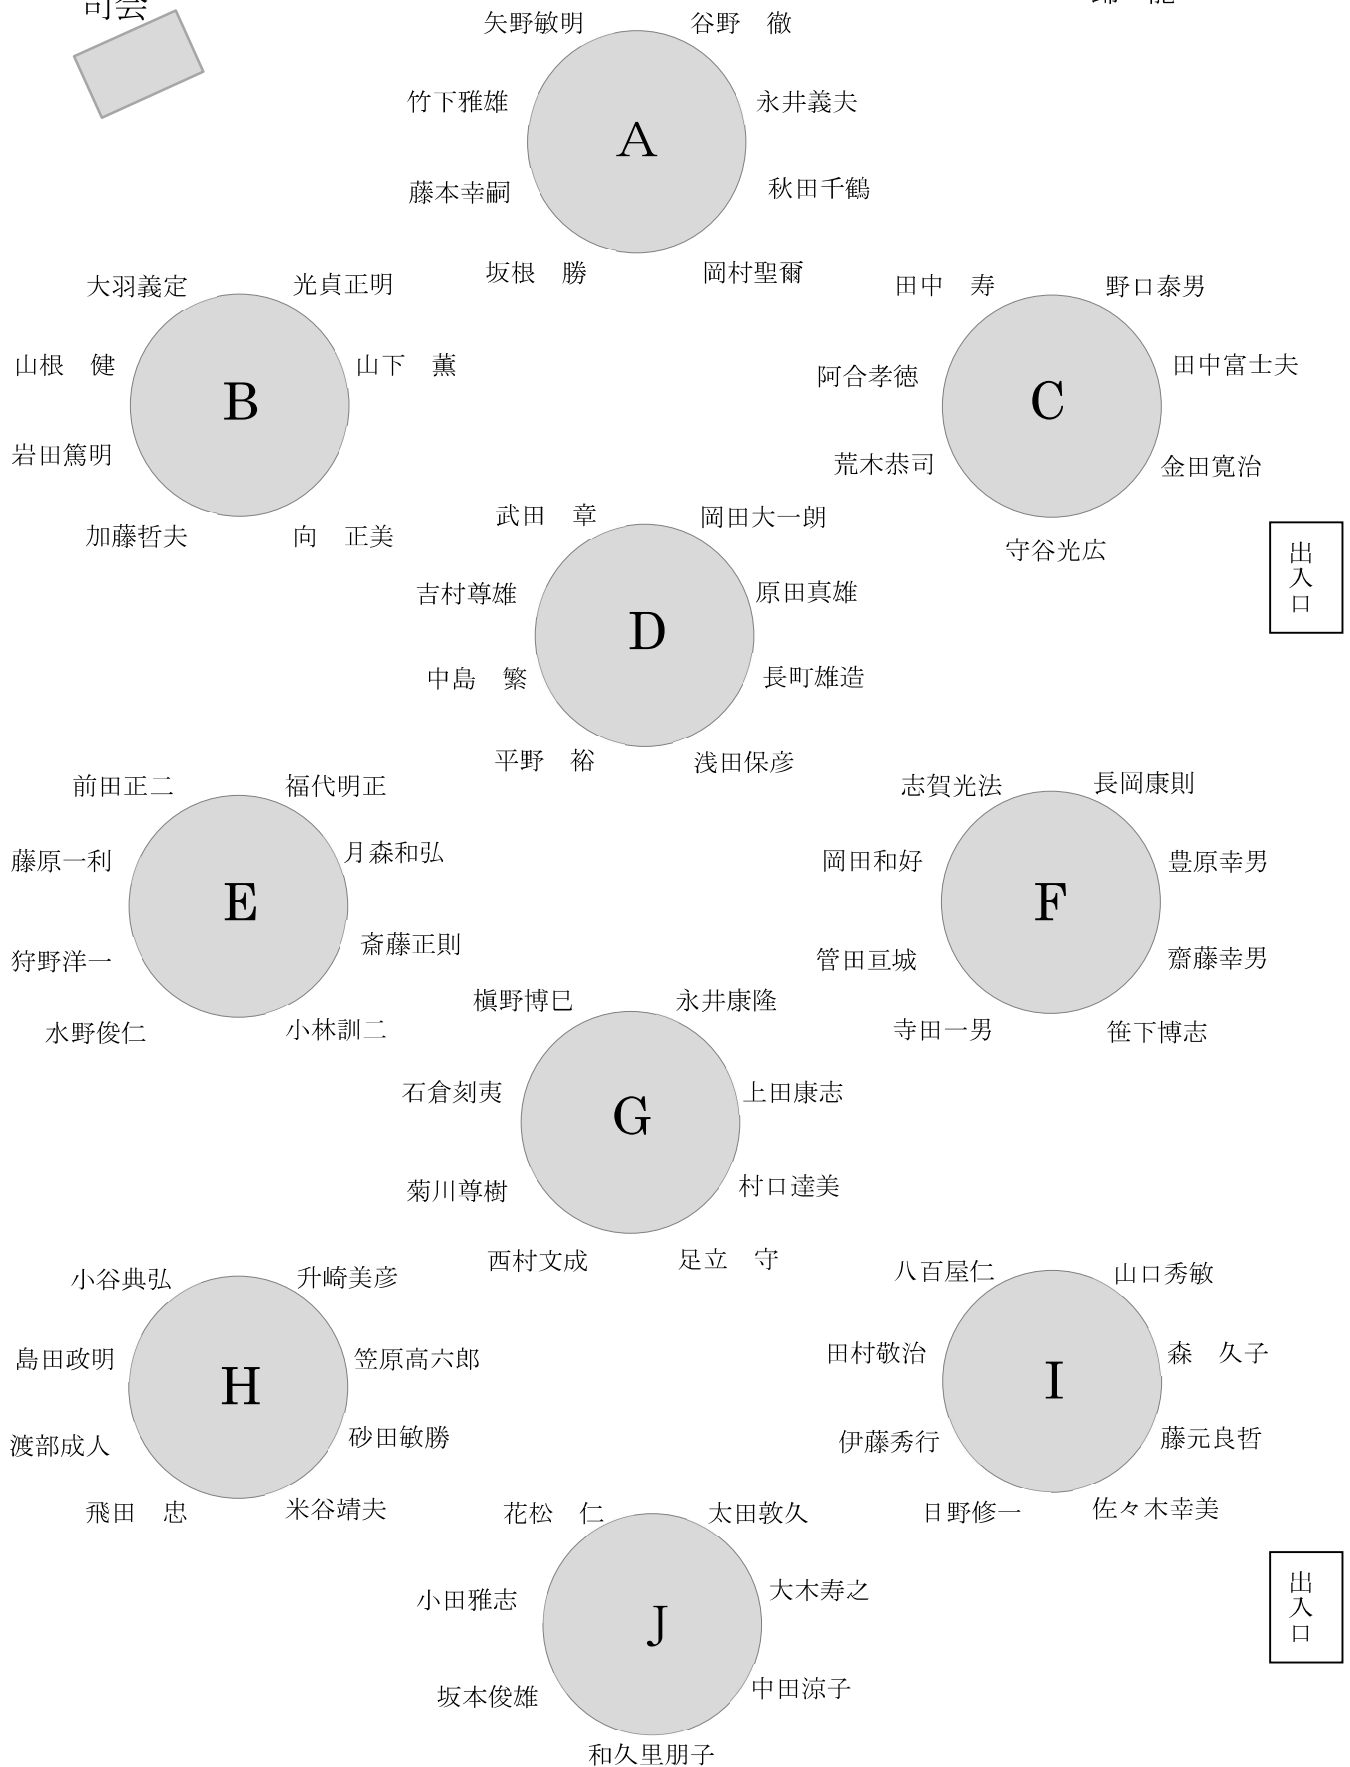 司会
矢野敏明
谷野　徹
竹下雅雄
永井義夫
A
藤本幸嗣
秋田千鶴
坂根　勝
岡村聖爾
大羽義定
光貞正明
山根　健
山下　薫
B
岩田篤明
加藤哲夫
向　正美
田中　寿
野口泰男
阿合孝徳
田中富士夫
C
荒木恭司
金田寛治
守谷光広
出入口
武田　章
岡田大一朗
吉村尊雄
原田真雄
D
中島　繁
長町雄造
平野　裕
浅田保彦
前田正二
福代明正
藤原一利
月森和弘
E
狩野洋一
斎藤正則
水野俊仁
小林訓二
志賀光法
長岡康則
岡田和好
豊原幸男
F
管田亘城
齋藤幸男
寺田一男
笹下博志
槇野博巳
永井康隆
石倉刻夷
上田康志
G
菊川尊樹
村口達美
西村文成
足立　守
小谷典弘
升崎美彦
島田政明
笠原高六郎
H
渡部成人
砂田敏勝
飛田　忠
米谷靖夫
八百屋仁
山口秀敏
田村敬治
森　久子
I
伊藤秀行
藤元良哲
日野修一
佐々木幸美
花松　仁
太田敦久
小田雅志
大木寿之
J
坂本俊雄
中田涼子
和久里朋子
出入口